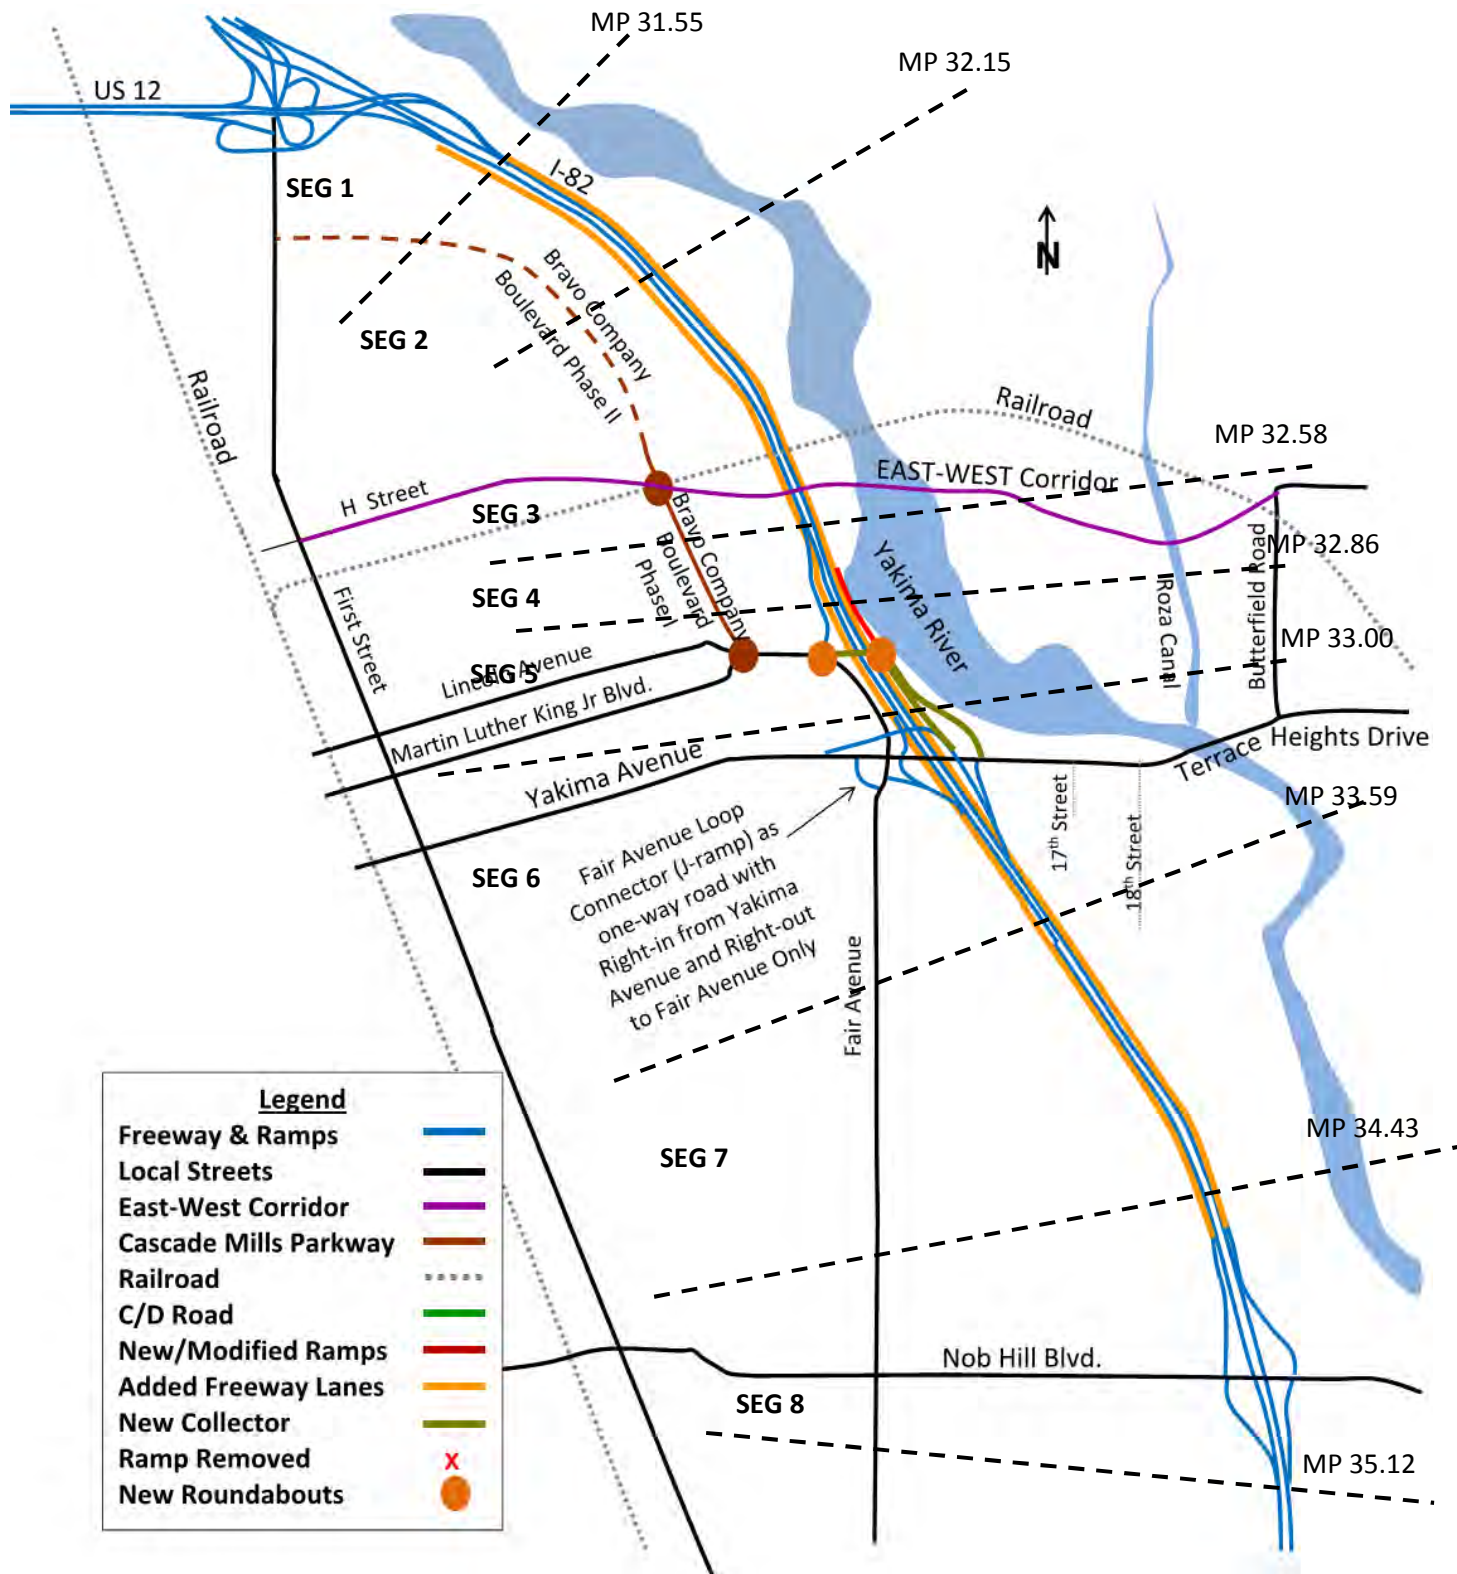 MP 31.55
MP 32.15
US 12
I-82
SEG 1
N
Bravo Company
Boulevard Phase II
SEG 2
Railroad
Railroad
MP 32.58
EAST-WEST Corridor
H Street
SEG 3
Bravo Company
Boulevard
PhaseI
MP 32.86
Yakima River
Roza Canal
Butterfield Road
SEG 4
First Street
MP 33.00
SEG 5
Lincoln Avenue
Martin Luther King Jr Blvd.
Yakima Avenue
Terrace Heights Drive
MP 33.59
17th Street
18th Street
SEG 6
Fair Avenue Loop
Connector (J-ramp) as
one-way road with
Right-in from Yakima
Avenue and Right-out
to Fair Avenue Only
Fair Avenue
SEG 7
MP 34.43
Nob Hill Blvd.
SEG 8
MP 35.12
Legend
Freeway & Ramps
Local Streets
East-West Corridor
Cascade Mills Parkway
Railroad
C/D Road
New/Modified Ramps
Added Freeway Lanes
New Collector
Ramp Removed X
New Roundabouts